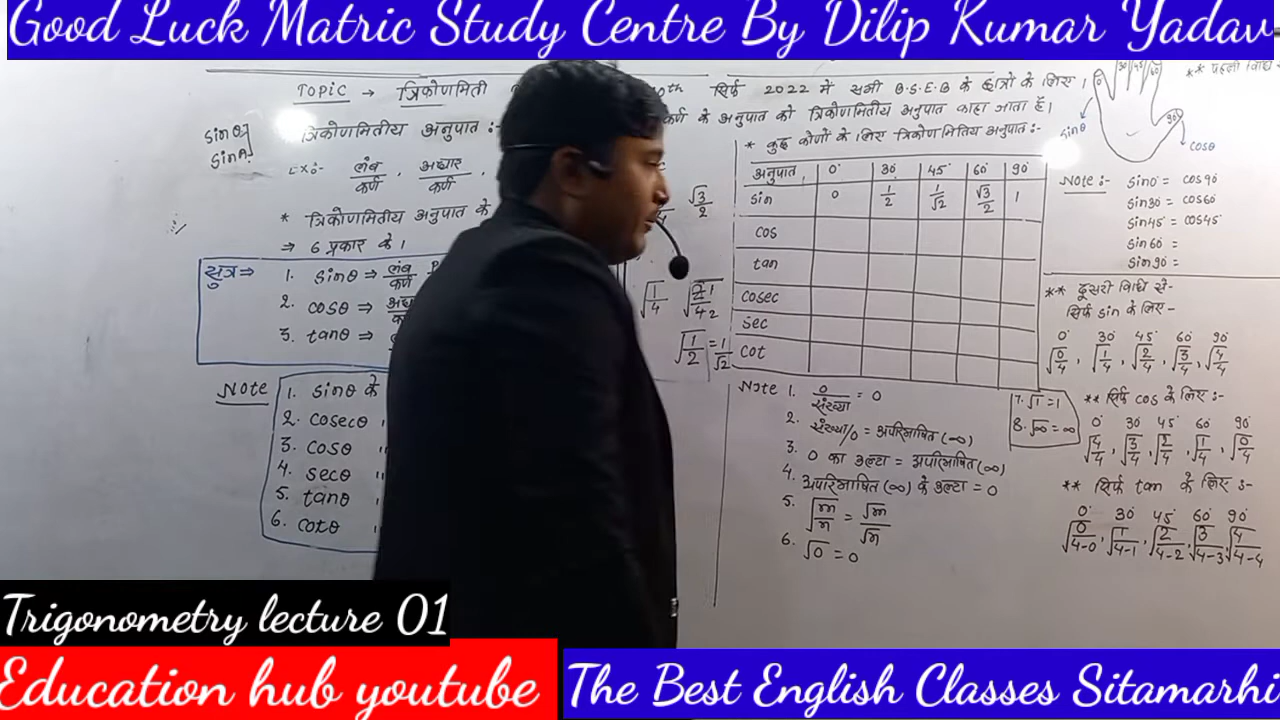 Good Luck Matric Study Centre By Dilip Kumar Yadav
TOPIC → त्रिकोणमिती
सिर्फ 2022 में सभी B.S.E.B के छात्रों के लिए।
sinθ
sinA
त्रिकोणमितीय अनुपात :-
कर्ण के अनुपात को त्रिकोणमितीय अनुपात काहा जाता हैं।
Ex:- लंब/कर्ण , अधार/कर्ण ,
√3/2
* त्रिकोणमितीय अनुपात के
⇒ 6 प्रकार के।
सुत्र⇒
1. sinθ ⇒ लंब/कर्ण
2. cosθ ⇒
3. tanθ ⇒
√1/4 √2/4
√1/2 = 1/√2
Note
1. sinθ के
2. cosecθ "
3. cosθ "
4. secθ "
5. tanθ "
6. cotθ "
* कुछ कोणों के लिए त्रिकोणमितिय अनुपात:-
अनुपात 0° 30° 45° 60° 90°
sin 0 1/2 1/√2 √3/2 1
cos
tan
cosec
sec
cot
Note 1. 0/संख्या = 0
2. संख्या/0 = अपरिभाषित (∞)
3. 0 का उल्टा = अपरिभाषित (∞)
4. अपरिभाषित (∞) के उल्टा = 0
5. √m/n = √m/√n
6. √0 = 0
7. √1 = 1
8. √∞ = ∞
** पहली विधि
30° 45° 60°
0°
90°
sinθ
cosθ
Note :- sin0° = cos90°
sin30° = cos60°
sin45° = cos45°
sin60° =
sin90° =
** दूसरी विधि से-
सिर्फ sin के लिए-
0° 30° 45° 60° 90°
√0/4 , √1/4 , √2/4 , √3/4 , √4/4
** सिर्फ cos के लिए :-
0° 30° 45° 60° 90°
√4/4 , √3/4 , √2/4 , √1/4 , √0/4
** सिर्फ tan के लिए :-
0° 30° 45° 60° 90°
√0/4-0 , √1/4-1 , √2/4-2 , √3/4-3 , √4/4-4
Trigonometry lecture 01
Education hub youtube
The Best English Classes Sitamarhi